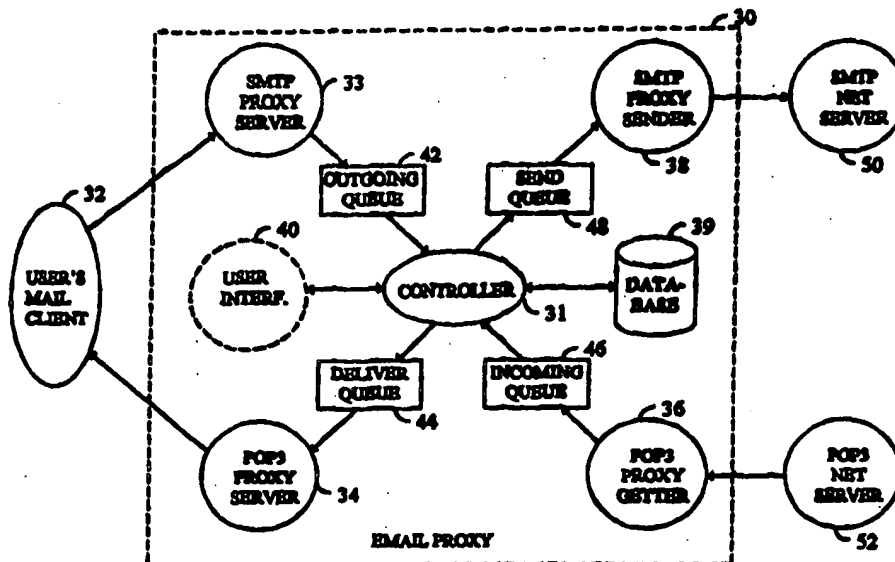 30
SMTP
PROXY
SERVER
33
SMTP
PROXY
SENDER
38
SMTP
NET
SERVER
50
32
USER'S
MAIL
CLIENT
42
OUTGOING
QUEUE
SEND
QUEUE
48
40
USER
INTERF.
CONTROLLER
31
39
DATA-
BASE
DELIVER
QUEUE
44
46
INCOMING
QUEUE
POP3
PROXY
SERVER
34
36
POP3
PROXY
GETTER
POP3
NET
SERVER
52
EMAIL PROXY